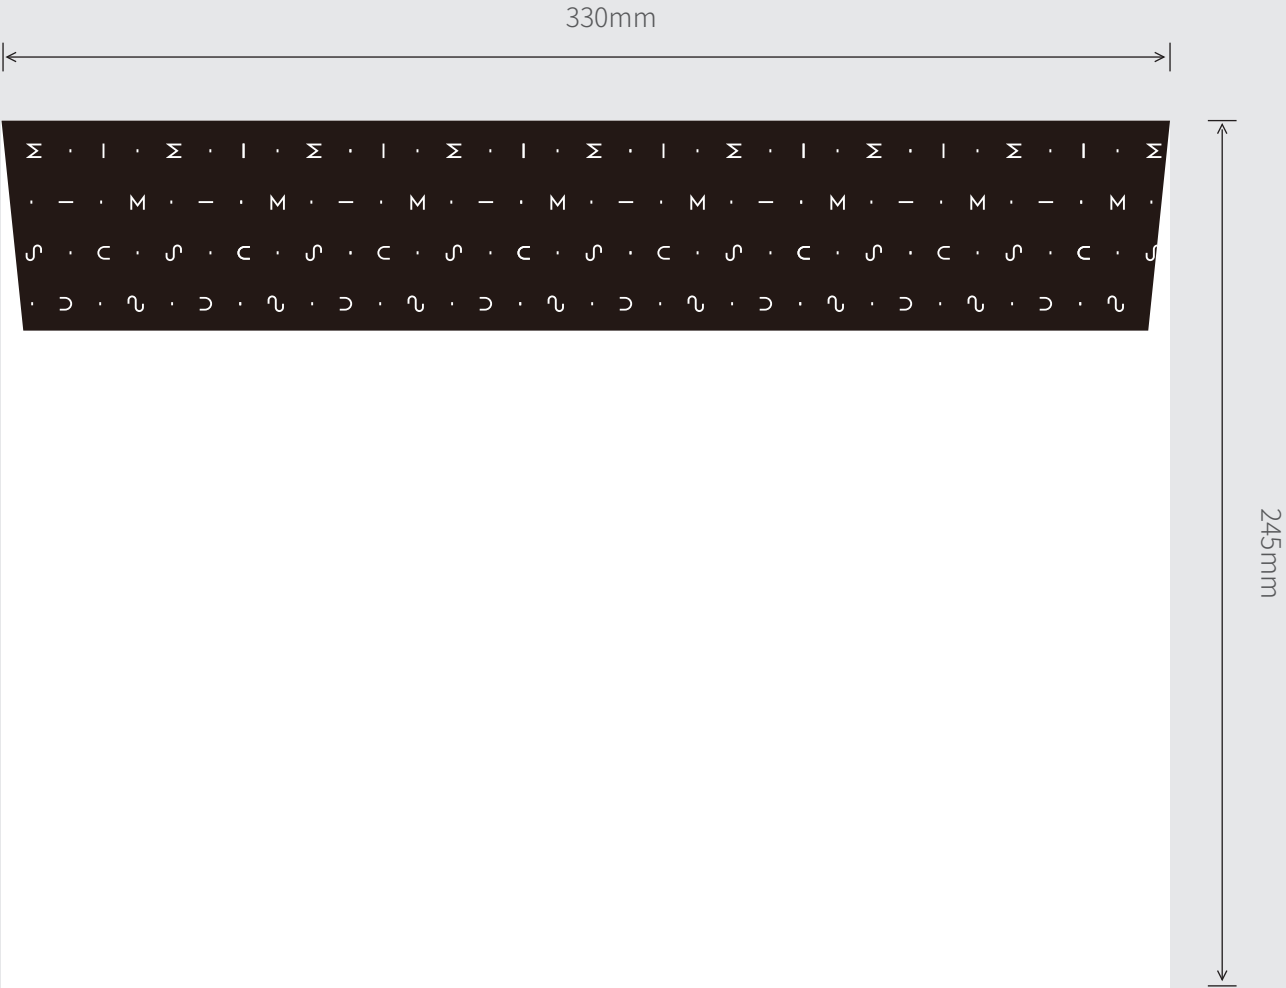 330mm
Σ · I · Σ · I · Σ · I · Σ · I · Σ · I · Σ · I · Σ · I · Σ · I · Σ
· — · M · — · M · — · M · — · M · — · M · — · M · — · M · — · M ·
S · C · S · C · S · C · S · C · S · C · S · C · S · C · S · C · S
· Ɔ · S · Ɔ · S · Ɔ · S · Ɔ · S · Ɔ · S · Ɔ · S · Ɔ · S · Ɔ · S
245mm